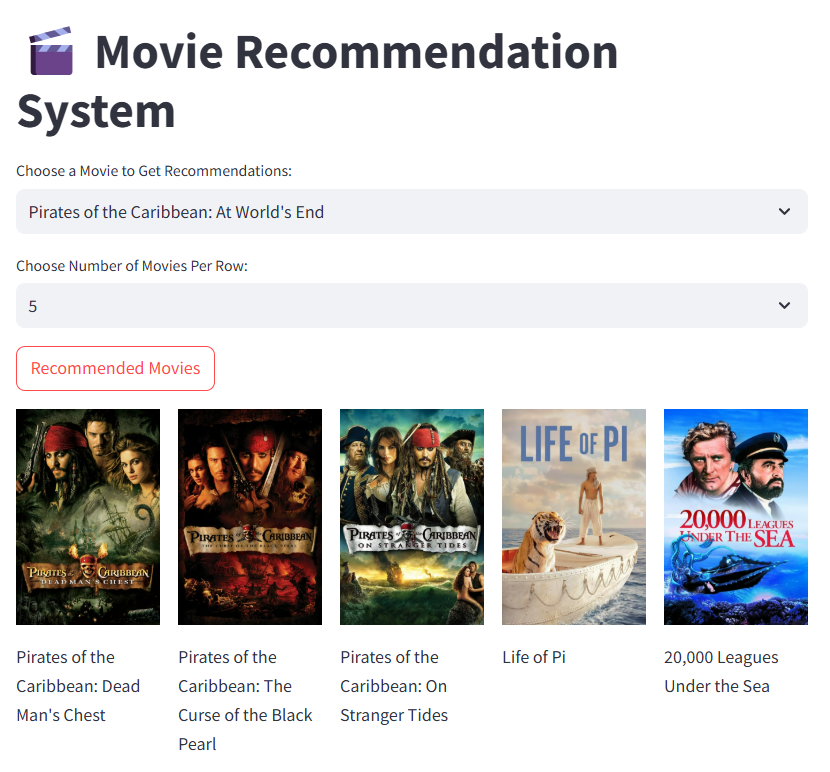 Movie Recommendation
System
Choose a Movie to Get Recommendations:
Pirates of the Caribbean: At World's End
Choose Number of Movies Per Row:
5
Recommended Movies
PIRATES of the CARIBBEAN
DEAD MAN'S CHEST
PIRATES of the CARIBBEAN
THE CURSE OF THE BLACK PEARL
PIRATES of the CARIBBEAN
ON STRANGER TIDES
LIFE OF PI
20,000 LEAGUES
UNDER THE SEA
Pirates of the
Caribbean: Dead
Man's Chest
Pirates of the
Caribbean: The
Curse of the Black
Pearl
Pirates of the
Caribbean: On
Stranger Tides
Life of Pi
20,000 Leagues
Under the Sea